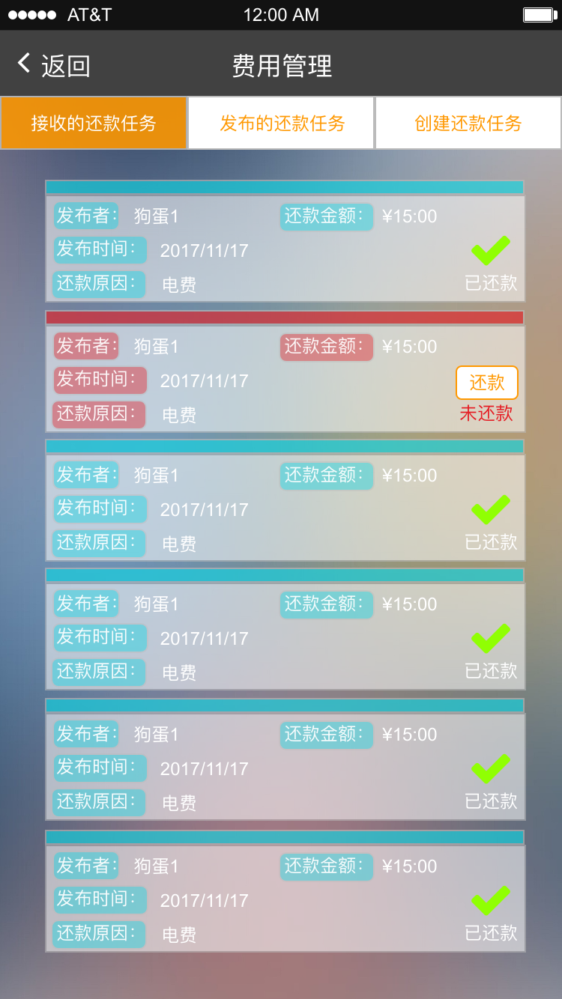 AT&T 12:00 AM
返回 费用管理
接收的还款任务 发布的还款任务 创建还款任务
发布者: 狗蛋1 还款金额: ¥15:00
发布时间: 2017/11/17
还款原因: 电费 已还款
发布者: 狗蛋1 还款金额: ¥15:00
发布时间: 2017/11/17 还款
还款原因: 电费 未还款
发布者: 狗蛋1 还款金额: ¥15:00
发布时间: 2017/11/17
还款原因: 电费 已还款
发布者: 狗蛋1 还款金额: ¥15:00
发布时间: 2017/11/17
还款原因: 电费 已还款
发布者: 狗蛋1 还款金额: ¥15:00
发布时间: 2017/11/17
还款原因: 电费 已还款
发布者: 狗蛋1 还款金额: ¥15:00
发布时间: 2017/11/17
还款原因: 电费 已还款